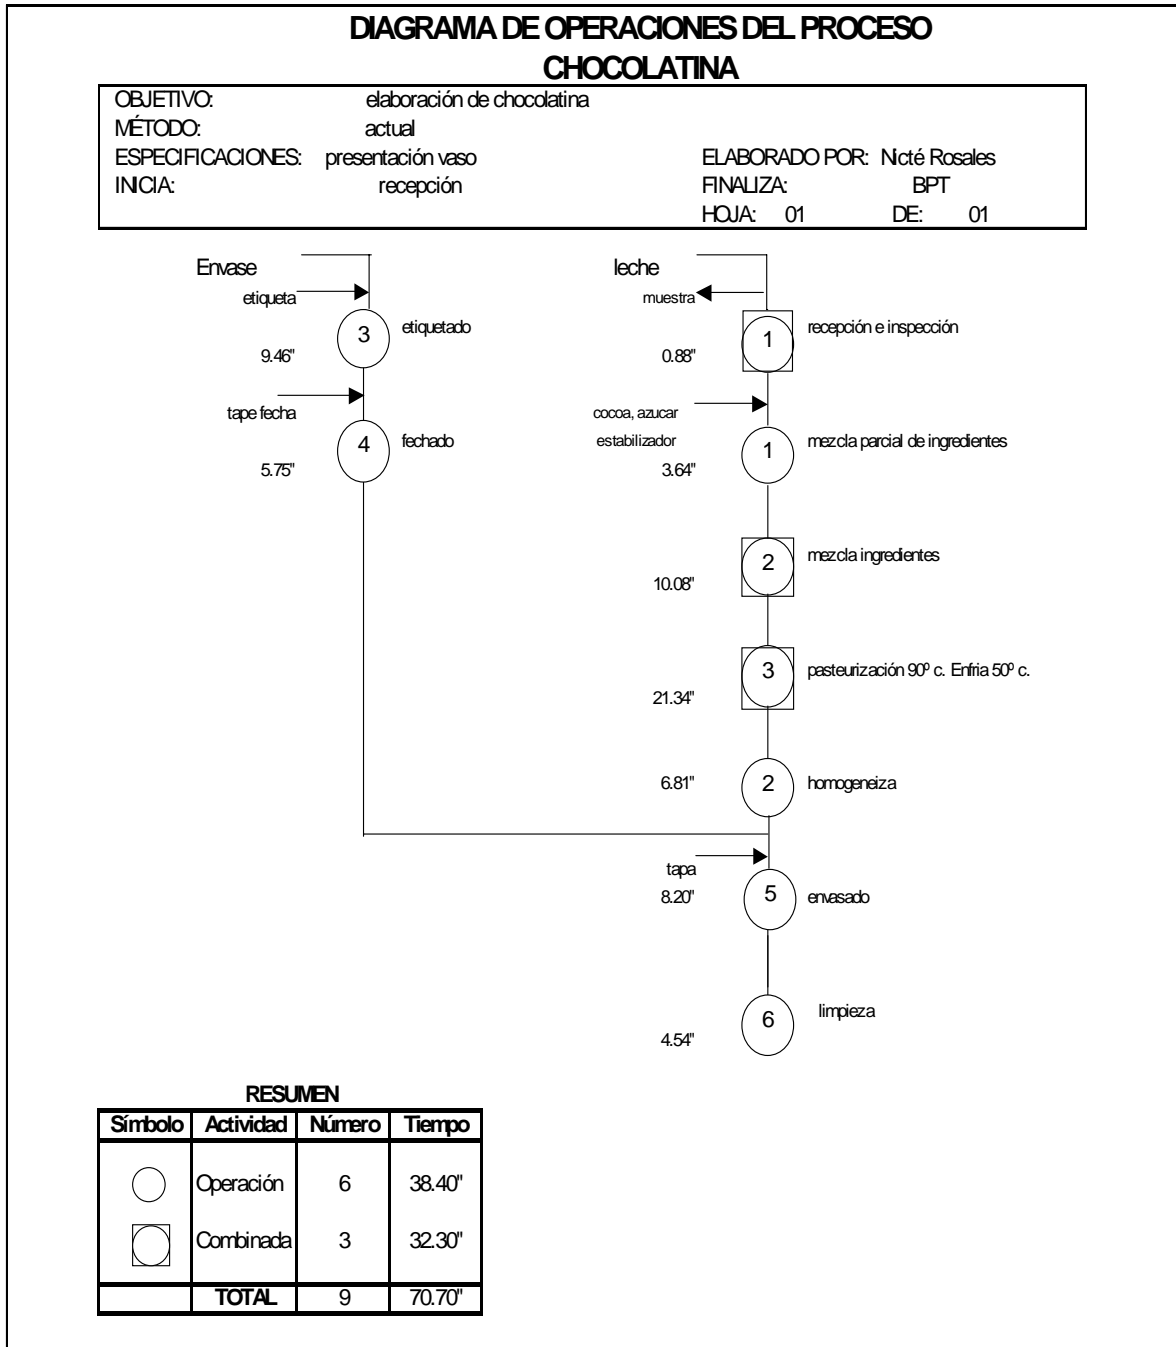 DIAGRAMA DE OPERACIONES DEL PROCESO
CHOCOLATINA
OBJETIVO: elaboración de chocolatina
MÉTODO: actual
ESPECIFICACIONES: presentación vaso ELABORADO POR: Nicté Rosales
INICIA: recepción FINALIZA: BPT
HOJA: 01 DE: 01
Envase leche
etiqueta muestra
3 etiquetado 1 recepción e inspección
9.46" 0.88"
tape fecha cocoa, azucar
4 fechado estabilizador 1 mezcla parcial de ingredientes
5.75" 3.64"
2 mezcla ingredientes
10.08"
3 pasteurización 90º c. Enfria 50º c.
21.34"
6.81" 2 homogeneiza
tapa
8.20" 5 envasado
6 limpieza
4.54"
RESUMEN
Símbolo Actividad Número Tiempo
Operación 6 38.40"
Combinada 3 32.30"
TOTAL 9 70.70"